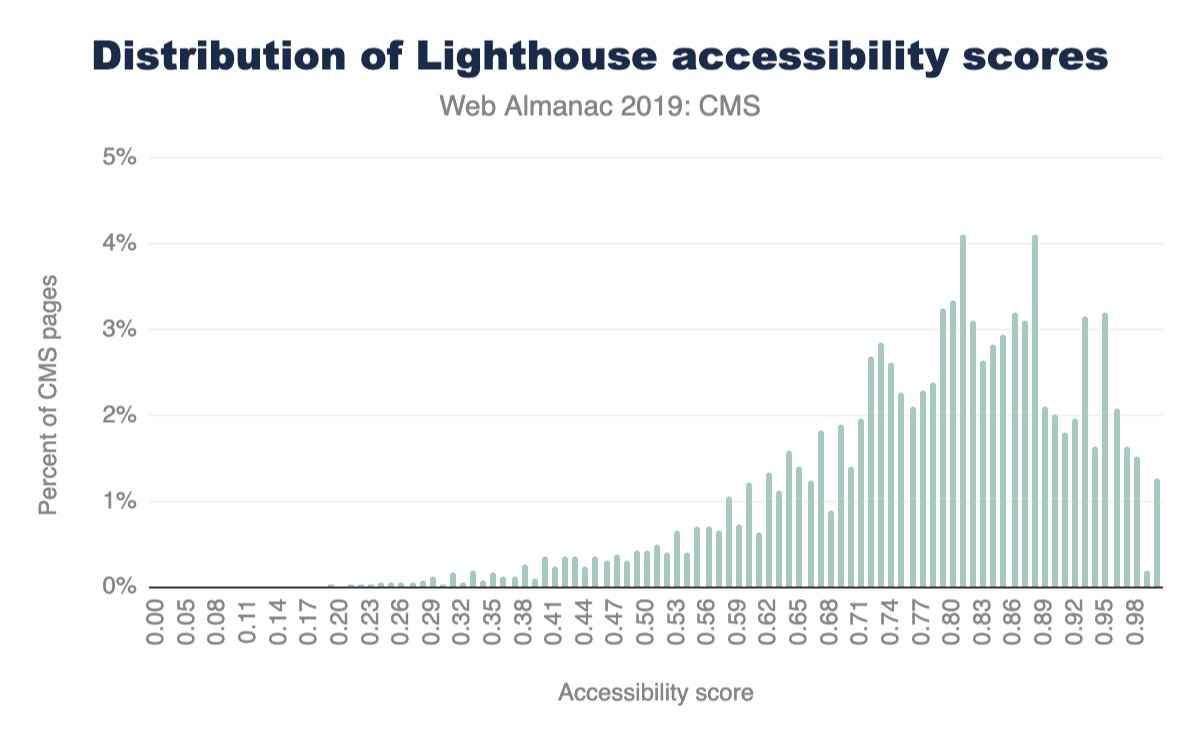 Distribution of Lighthouse accessibility scores
Web Almanac 2019: CMS
5%
4%
3%
2%
1%
0%
Percent of CMS pages
0.00 0.05 0.08 0.11 0.14 0.17 0.20 0.23 0.26 0.29 0.32 0.35 0.38 0.41 0.44 0.47 0.50 0.53 0.56 0.59 0.62 0.65 0.68 0.71 0.74 0.77 0.80 0.83 0.86 0.89 0.92 0.95 0.98
Accessibility score